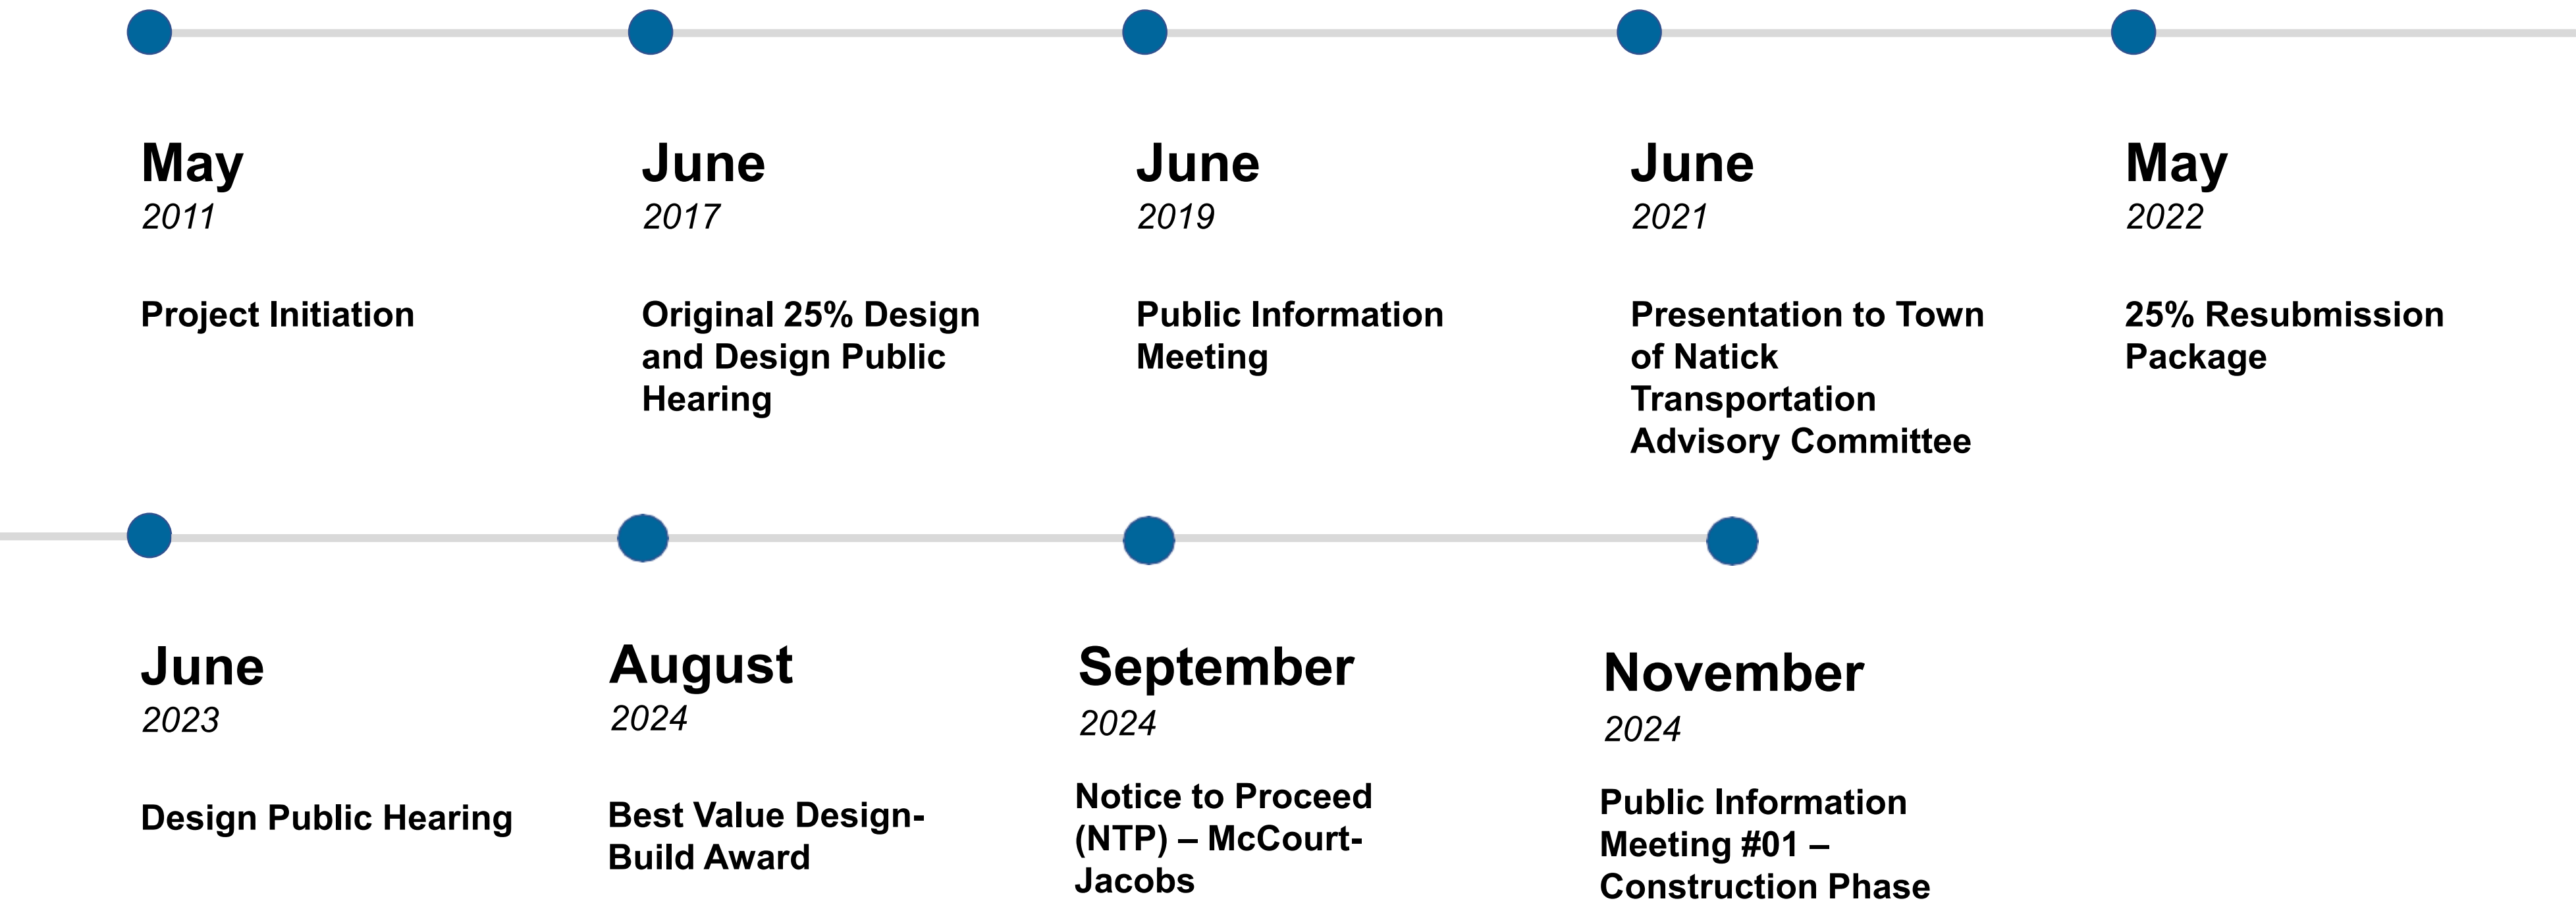 May
2011
Project Initiation
June
2017
Original 25% Design
and Design Public
Hearing
June
2019
Public Information
Meeting
June
2021
Presentation to Town
of Natick
Transportation
Advisory Committee
May
2022
25% Resubmission
Package
June
2023
Design Public Hearing
August
2024
Best Value Design-
Build Award
September
2024
Notice to Proceed
(NTP) – McCourt-
Jacobs
November
2024
Public Information
Meeting #01 –
Construction Phase